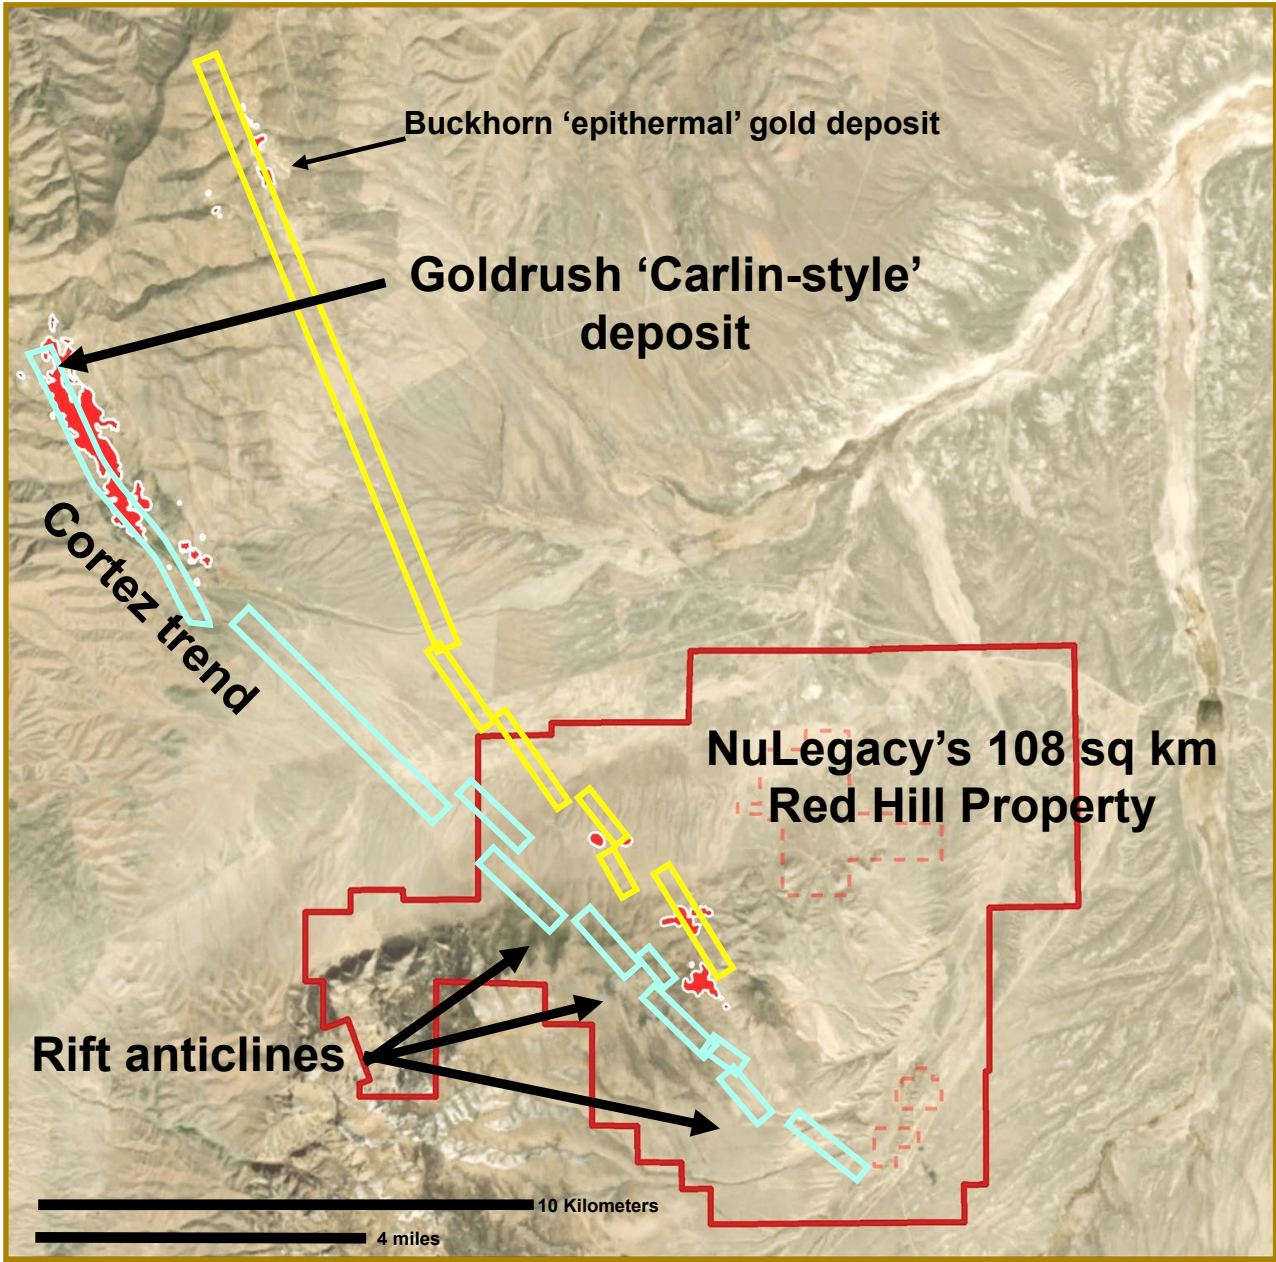 Buckhorn ‘epithermal’ gold deposit
Goldrush ‘Carlin-style’
deposit
Cortez trend
NuLegacy’s 108 sq km
Red Hill Property
Rift anticlines
10 Kilometers
4 miles